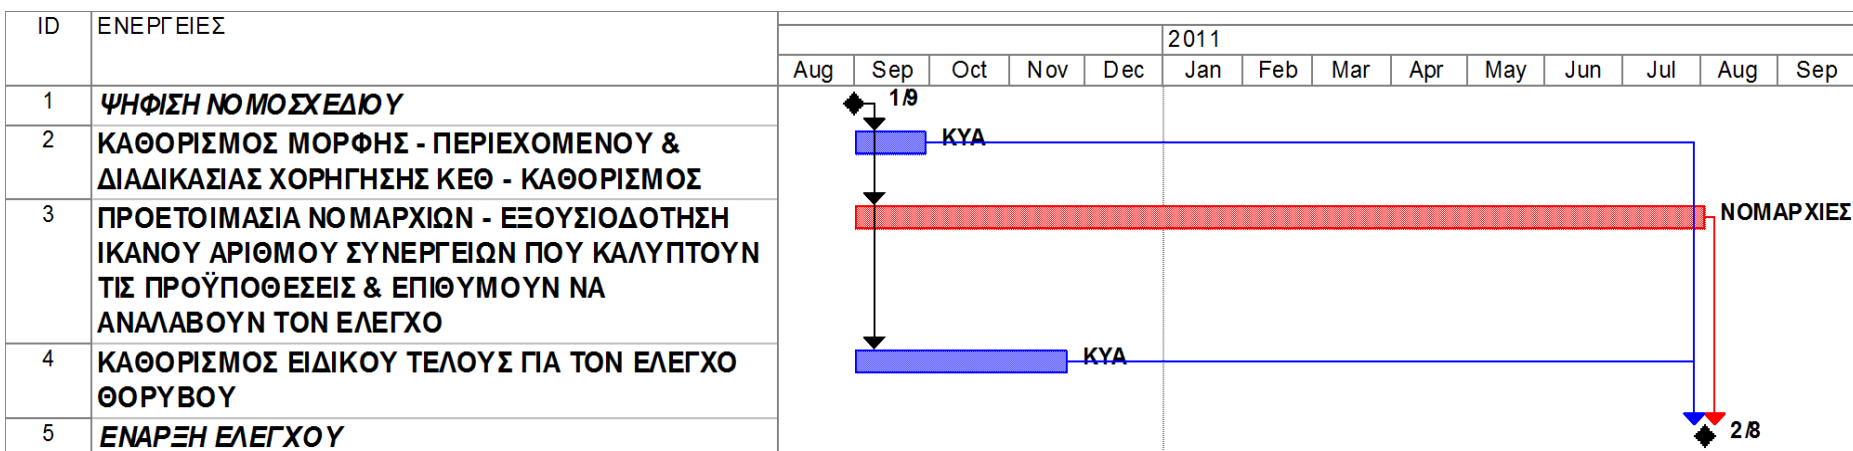 ID ΕΝΕΡΓΕΙΕΣ
2011
Aug Sep Oct Nov Dec Jan Feb Mar Apr May Jun Jul Aug Sep
1 ΨΗΦΙΣΗ ΝΟΜΟΣΧΕΔΙΟΥ 1/9
2 ΚΑΘΟΡΙΣΜΟΣ ΜΟΡΦΗΣ - ΠΕΡΙΕΧΟΜΕΝΟΥ & ΚΥΑ
ΔΙΑΔΙΚΑΣΙΑΣ ΧΟΡΗΓΗΣΗΣ ΚΕΘ - ΚΑΘΟΡΙΣΜΟΣ
3 ΠΡΟΕΤΟΙΜΑΣΙΑ ΝΟΜΑΡΧΙΩΝ - ΕΞΟΥΣΙΟΔΟΤΗΣΗ ΝΟΜΑΡΧΙΕΣ
ΙΚΑΝΟΥ ΑΡΙΘΜΟΥ ΣΥΝΕΡΓΕΙΩΝ ΠΟΥ ΚΑΛΥΠΤΟΥΝ
ΤΙΣ ΠΡΟΫΠΟΘΕΣΕΙΣ & ΕΠΙΘΥΜΟΥΝ ΝΑ
ΑΝΑΛΑΒΟΥΝ ΤΟΝ ΕΛΕΓΧΟ
4 ΚΑΘΟΡΙΣΜΟΣ ΕΙΔΙΚΟΥ ΤΕΛΟΥΣ ΓΙΑ ΤΟΝ ΕΛΕΓΧΟ ΚΥΑ
ΘΟΡΥΒΟΥ
5 ΕΝΑΡΞΗ ΕΛΕΓΧΟΥ 2/8